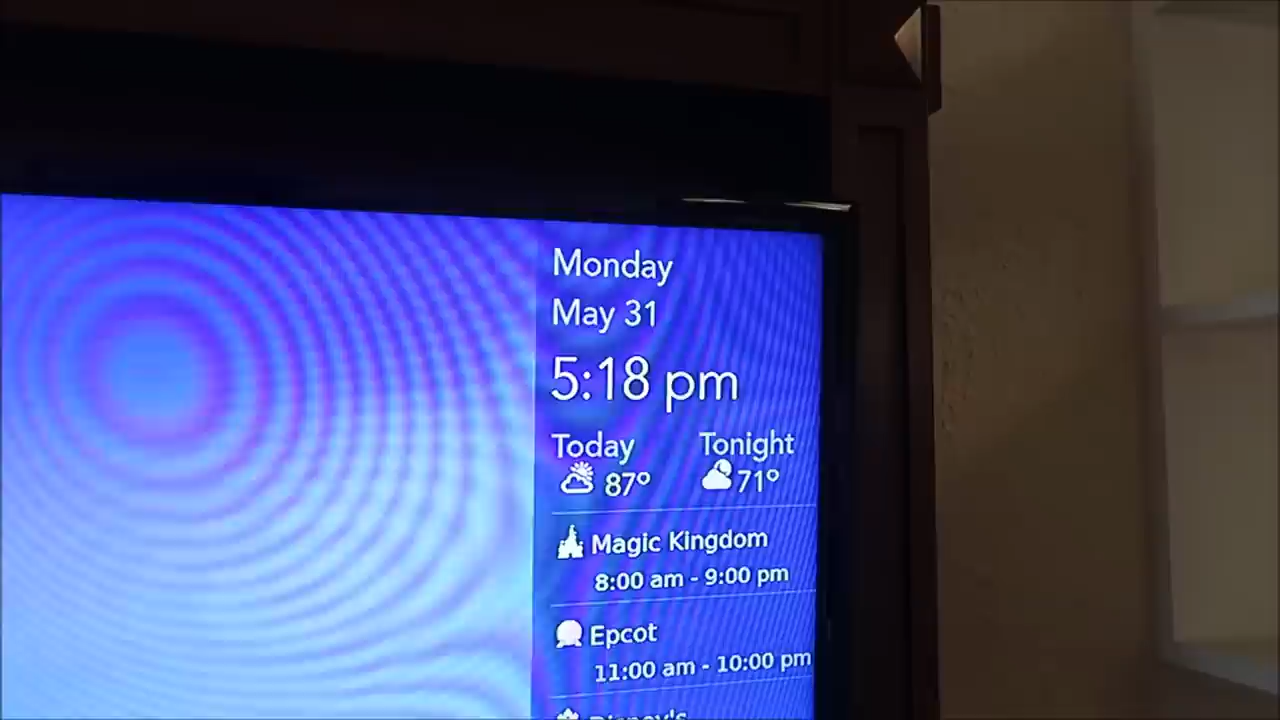 Monday
May 31
5:18 pm
Today Tonight
87° 71°
Magic Kingdom
8:00 am - 9:00 pm
Epcot
11:00 am - 10:00 pm
Disney's